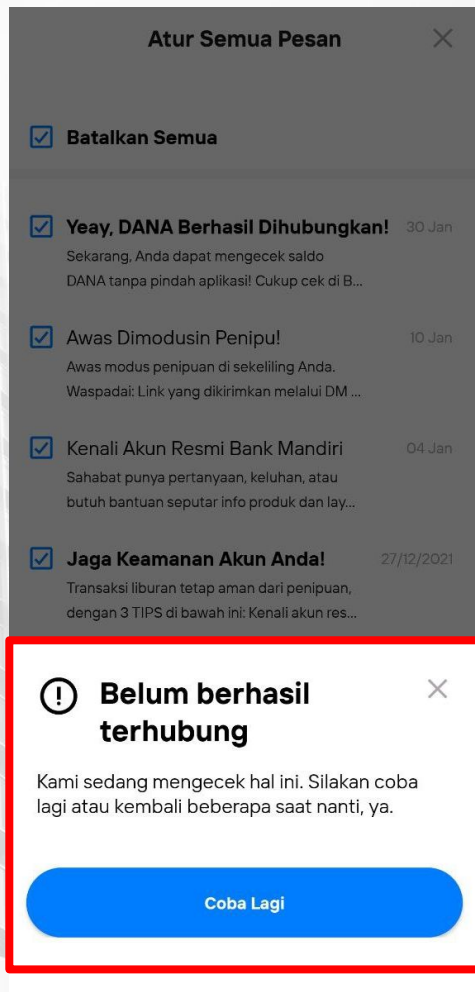 Atur Semua Pesan
Batalkan Semua
Yeay, DANA Berhasil Dihubungkan! 30 Jan
Sekarang, Anda dapat mengecek saldo
DANA tanpa pindah aplikasi! Cukup cek di B...
Awas Dimodusin Penipu! 10 Jan
Awas modus penipuan di sekeliling Anda.
Waspadai: Link yang dikirimkan melalui DM ...
Kenali Akun Resmi Bank Mandiri 04 Jan
Sahabat punya pertanyaan, keluhan, atau
butuh bantuan seputar info produk dan lay...
Jaga Keamanan Akun Anda! 27/12/2021
Transaksi liburan tetap aman dari penipuan,
dengan 3 TIPS di bawah ini: Kenali akun res...
Belum berhasil
terhubung
Kami sedang mengecek hal ini. Silakan coba
lagi atau kembali beberapa saat nanti, ya.
Coba Lagi